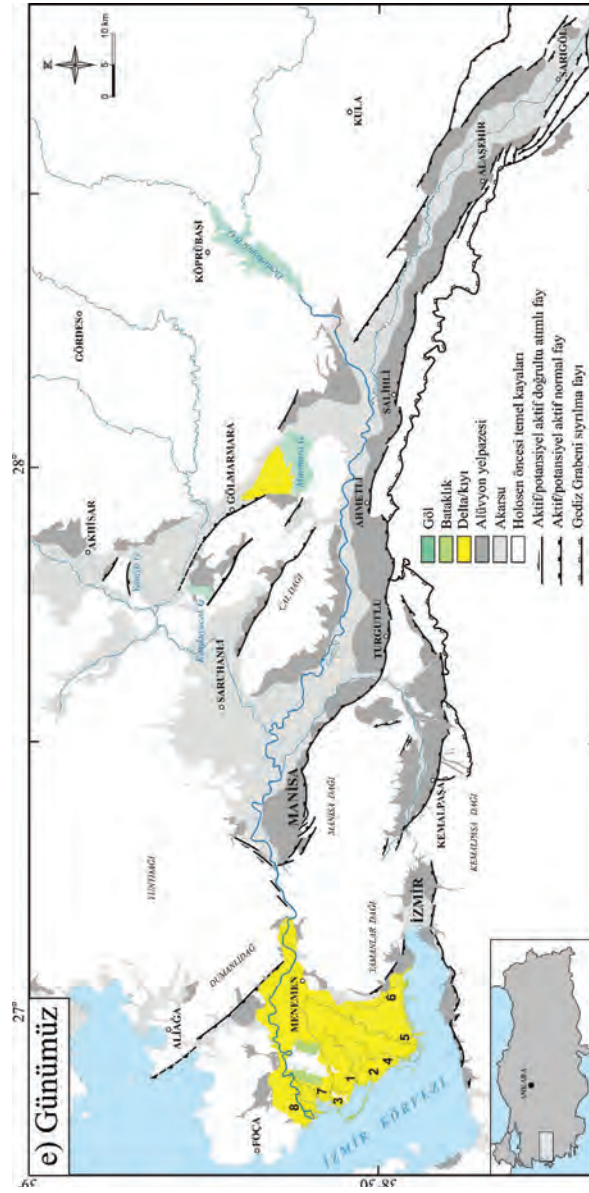 e) Günümüz
27°
28°
39°
38.5°
N
0
10 km
FOÇA
ALİAĞA
DUMANLIDAĞ
YUNTDAĞI
MENEMEN
8
7
3
1
2
4
5
6
İZMİR KÖRFEZİ
YAMANLAR DAĞI
İZMİR
MANİSA
MANİSA DAĞI
KEMALPAŞA
KEMALPAŞA DAĞI
SARUHANLI
AKHİSAR
GÖLMARMARA
Marmara G.
ÇAL DAĞI
TURGUTLU
AHMETLİ
SALİHLİ
GÖRDES
KÖPRÜBAŞI
KULA
ALAŞEHİR
SARIGÖL
Göl
Bataklık
Delta/kıyı
Alüvyon yelpazesi
Akarsu
Holosen öncesi temel kayaları
Aktif/potansiyel aktif doğrultu atımlı fay
Aktif/potansiyel aktif normal fay
Gediz Grabeni sıyrılma fayı
ANKARA